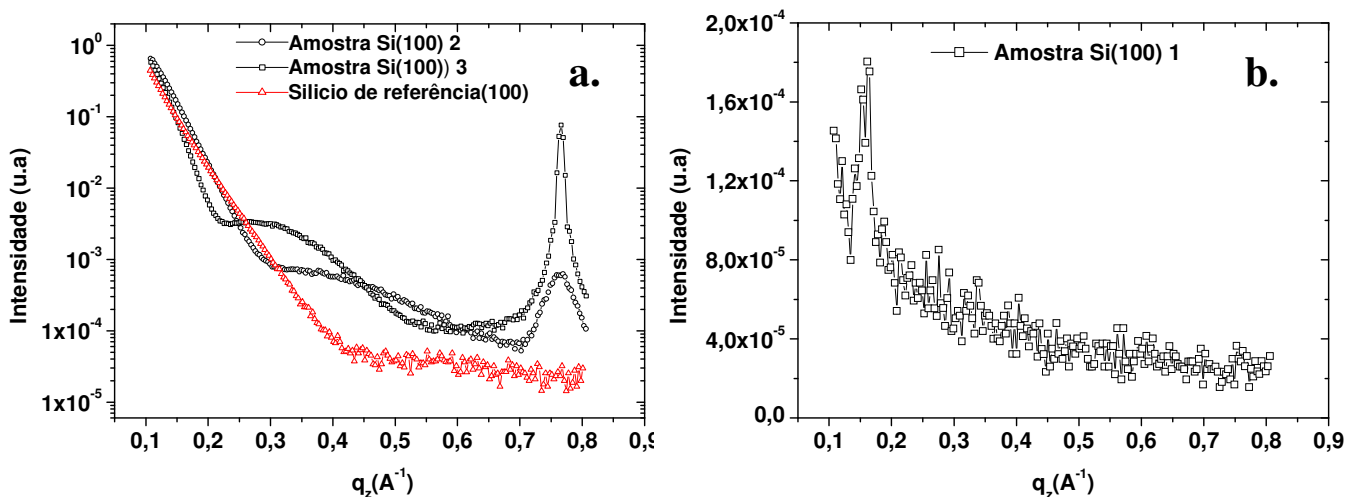 Amostra Si(100) 2
Amostra Si(100)) 3
Silicio de referência(100)
a.
Intensidade (u.a)
10⁰
10⁻¹
10⁻²
10⁻³
1x10⁻⁴
1x10⁻⁵
0,1 0,2 0,3 0,4 0,5 0,6 0,7 0,8 0,9
q_z(A⁻¹)
Amostra Si(100) 1
b.
Intensidade (u.a)
2,0x10⁻⁴
1,6x10⁻⁴
1,2x10⁻⁴
8,0x10⁻⁵
4,0x10⁻⁵
0,0
0,1 0,2 0,3 0,4 0,5 0,6 0,7 0,8 0,9
q_z(A⁻¹)